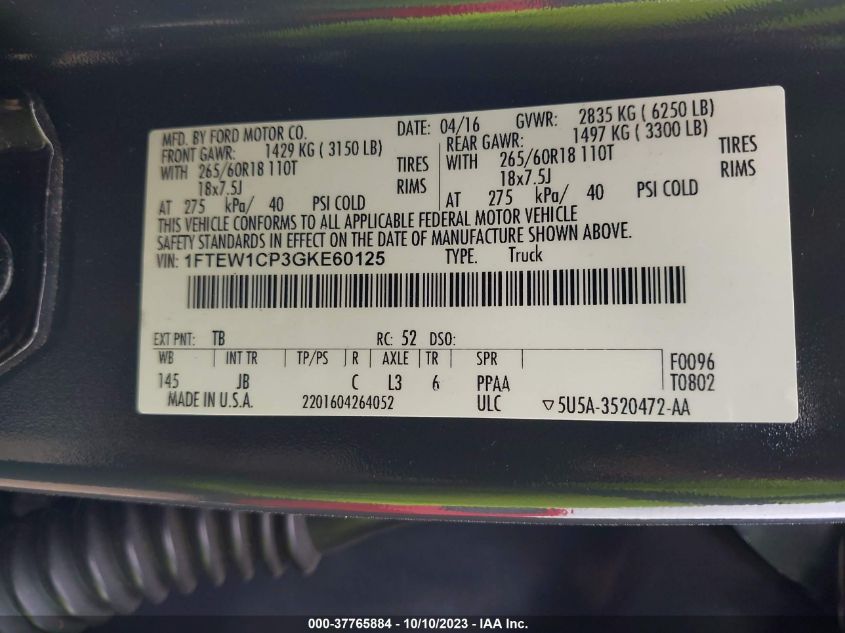 MFD. BY FORD MOTOR CO. DATE: 04/16 GVWR: 2835 KG ( 6250 LB)
FRONT GAWR: 1429 KG ( 3150 LB) REAR GAWR: 1497 KG ( 3300 LB)
WITH 265/60R18 110T TIRES WITH 265/60R18 110T TIRES
18x7.5J RIMS 18x7.5J RIMS
AT 275 kPa/ 40 PSI COLD AT 275 kPa/ 40 PSI COLD
THIS VEHICLE CONFORMS TO ALL APPLICABLE FEDERAL MOTOR VEHICLE
SAFETY STANDARDS IN EFFECT ON THE DATE OF MANUFACTURE SHOWN ABOVE.
VIN: 1FTEW1CP3GKE60125 TYPE: Truck
EXT PNT: TB RC: 52 DSO:
WB INT TR TP/PS R AXLE TR SPR F0096
145 JB C L3 6 PPAA T0802
MADE IN U.S.A. 2201604264052 ULC ▽5U5A-3520472-AA
000-37765884 - 10/10/2023 - IAA Inc.